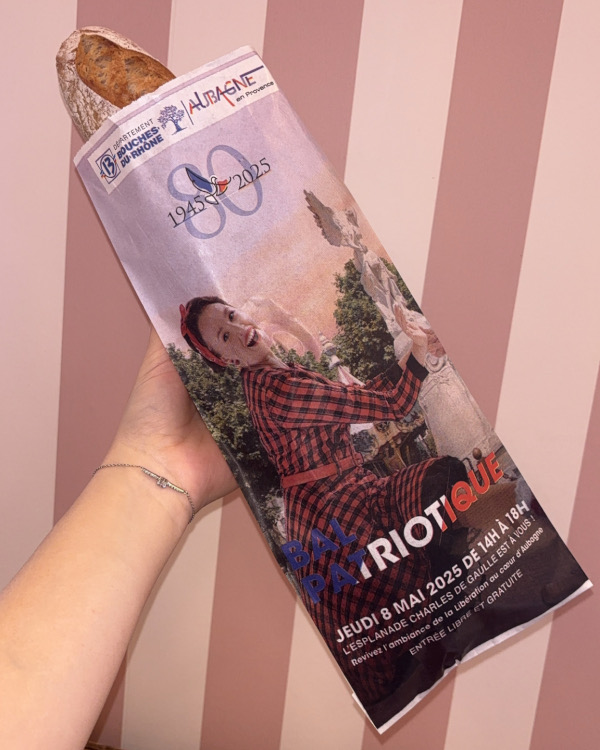 13
DÉPARTEMENT
BOUCHES-
DU-RHÔNE
AUBAGNE
en Provence
80
1945 2025
BAL
PATRIOTIQUE
JEUDI 8 MAI 2025 DE 14H À 18H
L'ESPLANADE CHARLES DE GAULLE EST À VOUS !
Revivez l'ambiance de la Libération au cœur d'Aubagne
ENTRÉE LIBRE ET GRATUITE